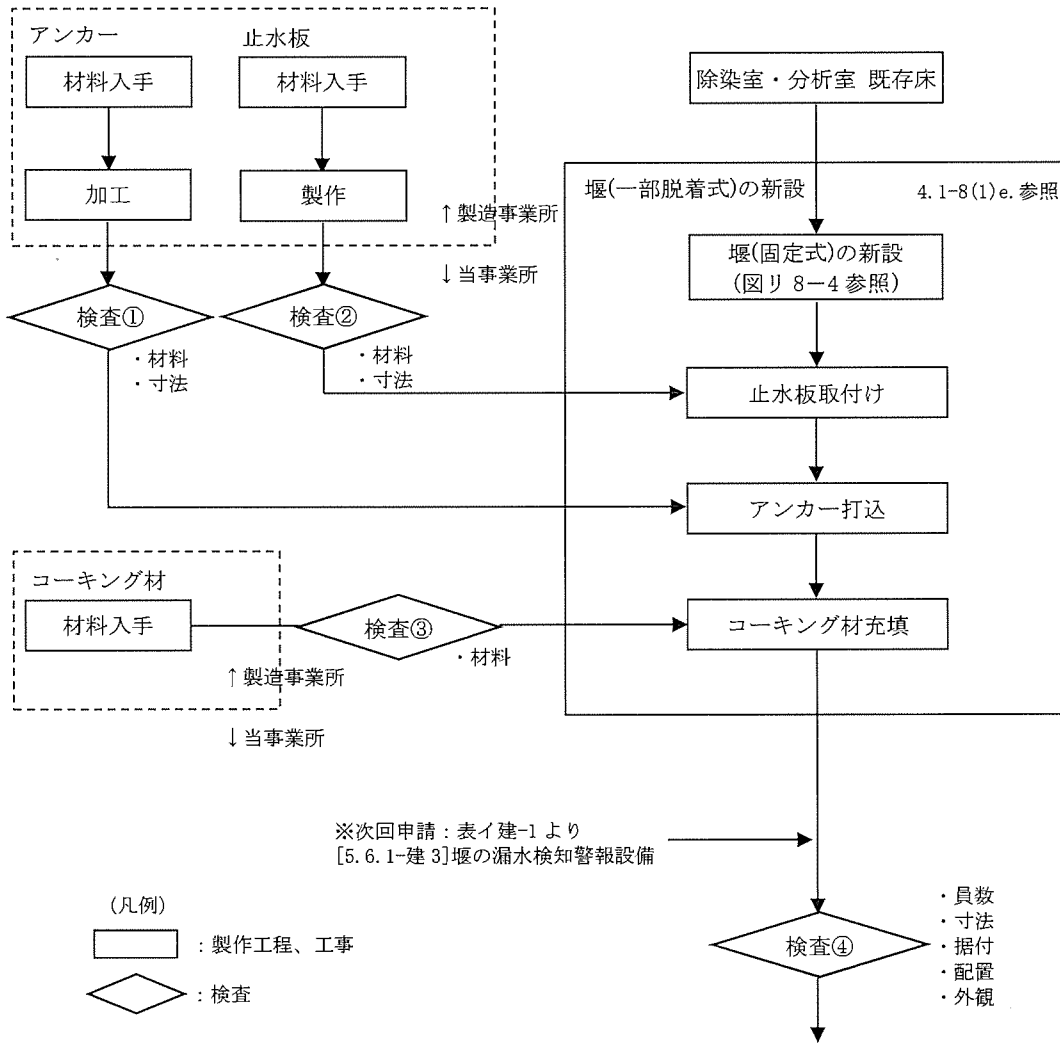 アンカー
止水板
材料入手
材料入手
加工
製作
↑製造事業所
↓当事業所
検査①
・材料
・寸法
検査②
・材料
・寸法
除染室・分析室 既存床
堰(一部脱着式)の新設
4.1-8(1)e.参照
堰(固定式)の新設
(図リ 8-4 参照)
止水板取付け
アンカー打込
コーキング材
材料入手
検査③
・材料
コーキング材充填
↑製造事業所
↓当事業所
※次回申請：表イ建-1 より
[5.6.1-建 3]堰の漏水検知警報設備
検査④
・員数
・寸法
・据付
・配置
・外観
(凡例)
：製作工程、工事
：検査